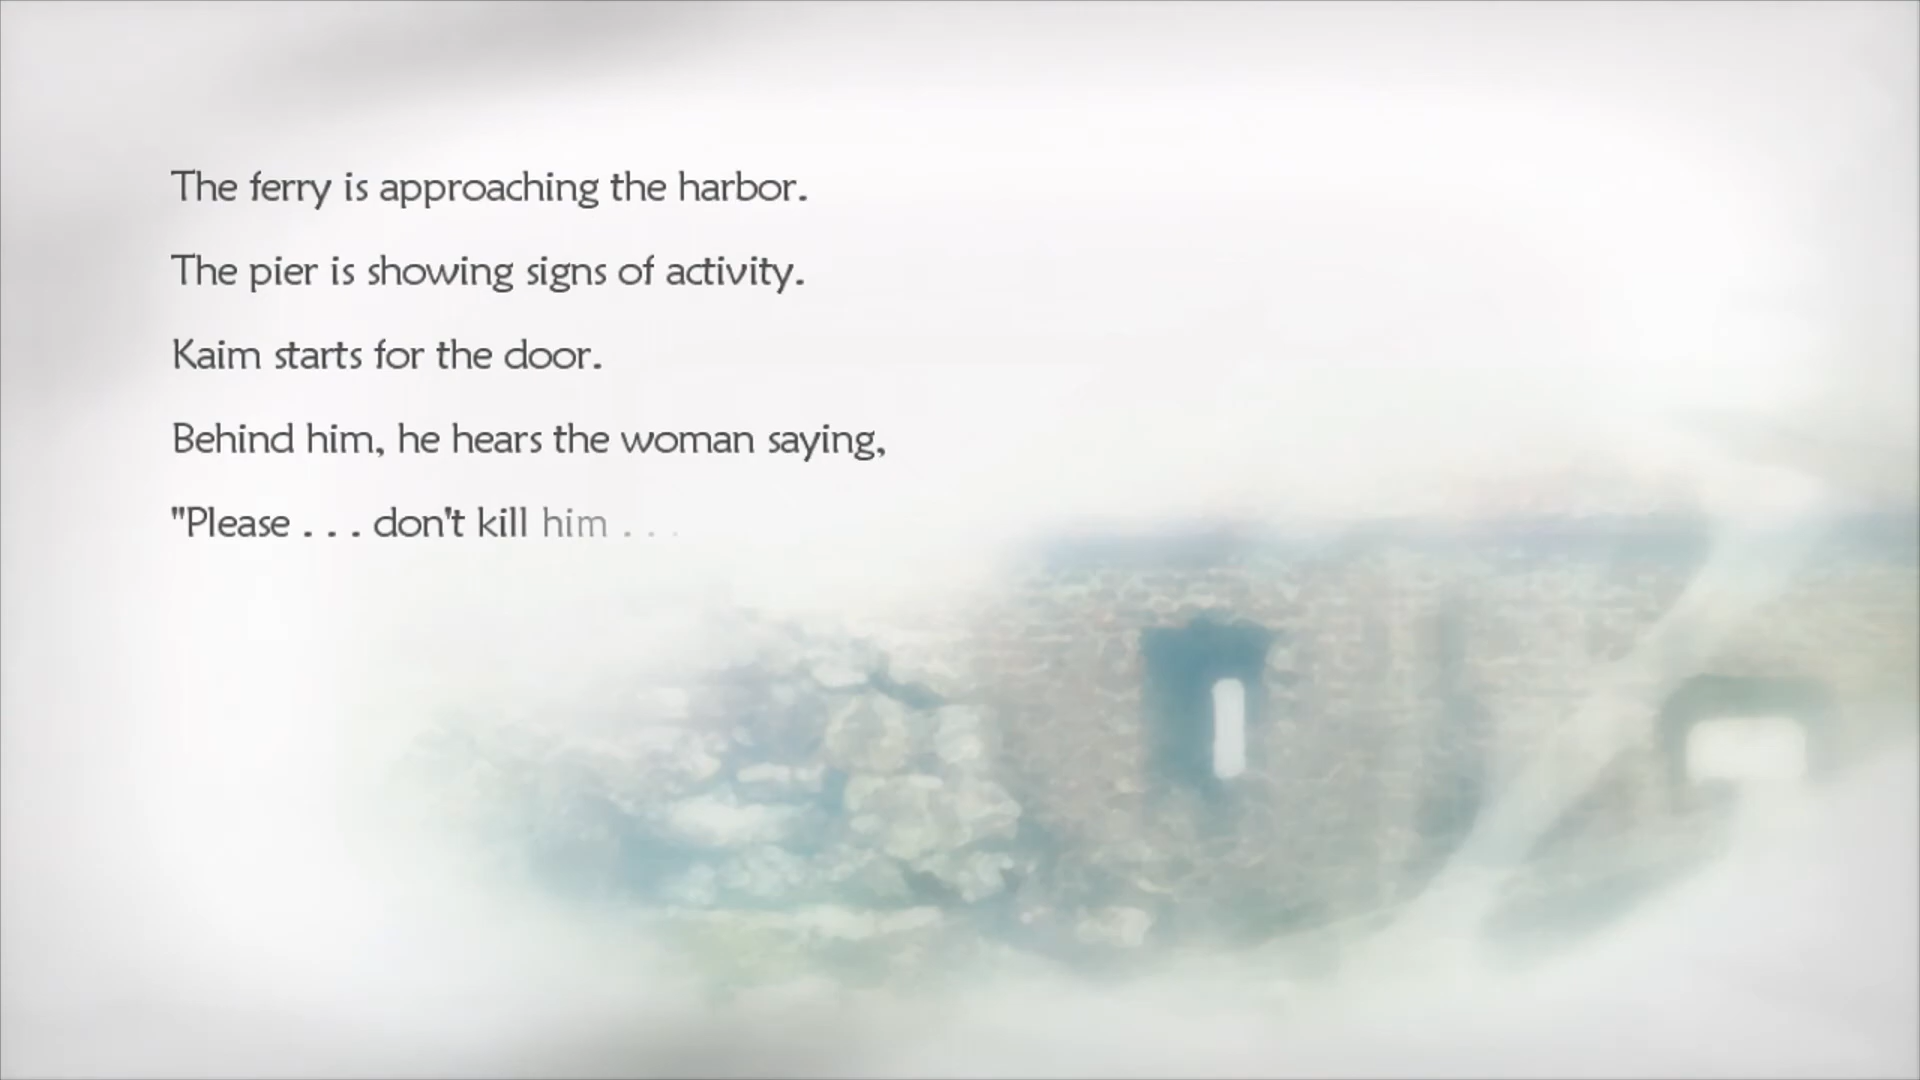 The ferry is approaching the harbor.
The pier is showing signs of activity.
Kaim starts for the door.
Behind him, he hears the woman saying,
"Please . . . don't kill him . . .